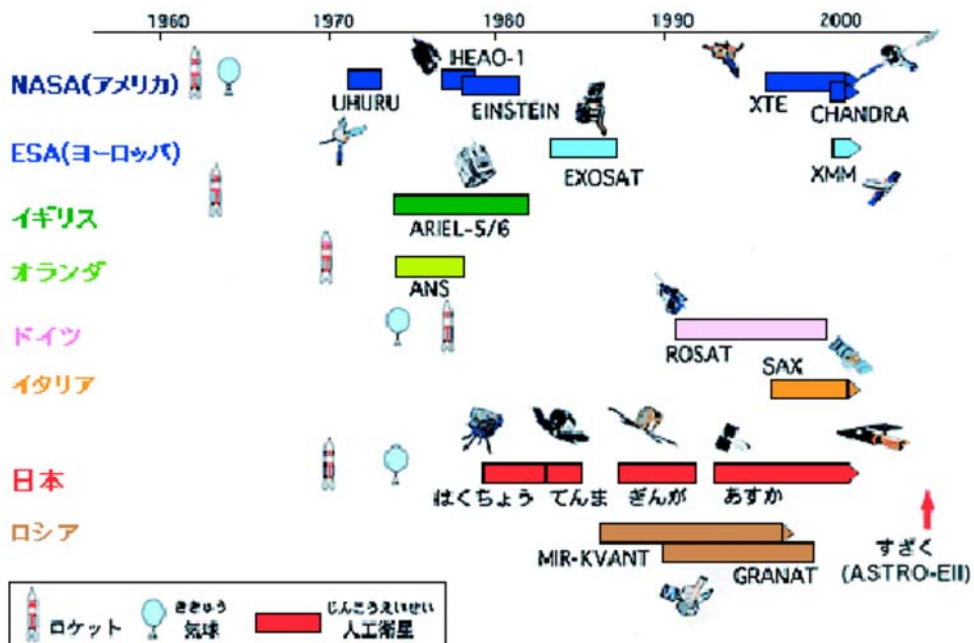 1960 1970 1980 1990 2000
NASA(アメリカ)
UHURU
HEAO-1
EINSTEIN
XTE
CHANDRA
ESA(ヨーロッパ)
EXOSAT
XMM
イギリス
ARIEL-5/6
オランダ
ANS
ドイツ
ROSAT
イタリア
SAX
日本
はくちょう てんま ぎんが あすか
ロシア
MIR-KVANT
GRANAT
すざく
(ASTRO-EII)
ロケット
ききゅう
気球
じんこうえいせい
人工衛星